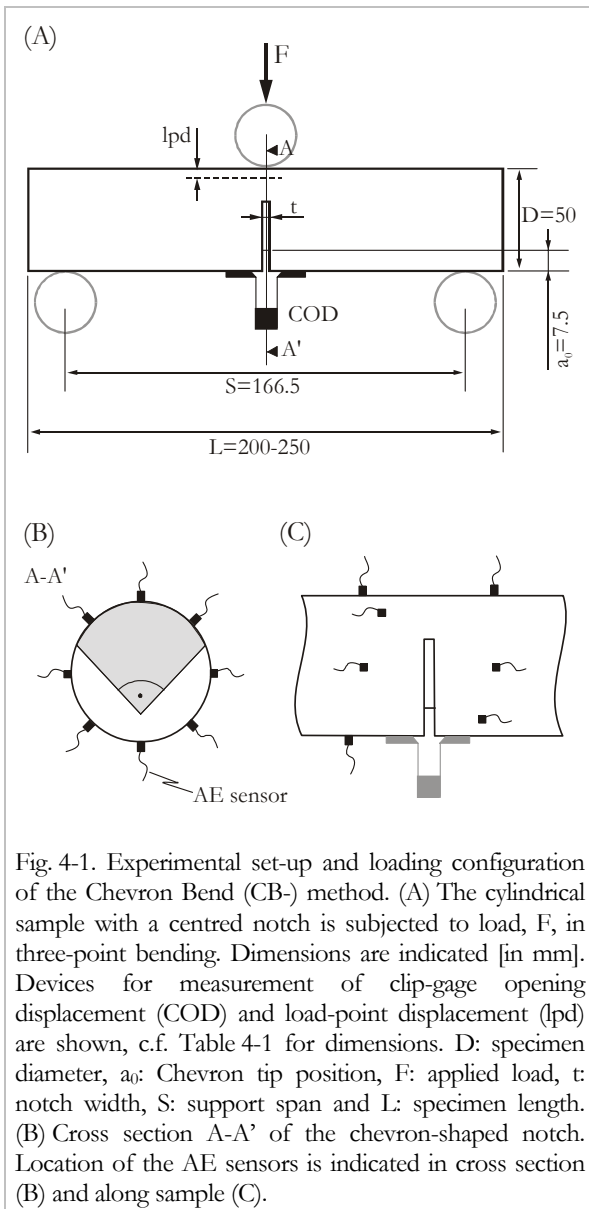 (A)
F
lpd
A
t
D=50
COD
a₀=7.5
A'
S=166.5
L=200-250
(B)
(C)
A-A'
AE sensor
Fig. 4-1. Experimental set-up and loading configuration
of the Chevron Bend (CB-) method. (A) The cylindrical
sample with a centred notch is subjected to load, F, in
three-point bending. Dimensions are indicated [in mm].
Devices for measurement of clip-gage opening
displacement (COD) and load-point displacement (lpd)
are shown, c.f. Table 4-1 for dimensions. D: specimen
diameter, a₀: Chevron tip position, F: applied load, t:
notch width, S: support span and L: specimen length.
(B) Cross section A-A’ of the chevron-shaped notch.
Location of the AE sensors is indicated in cross section
(B) and along sample (C).